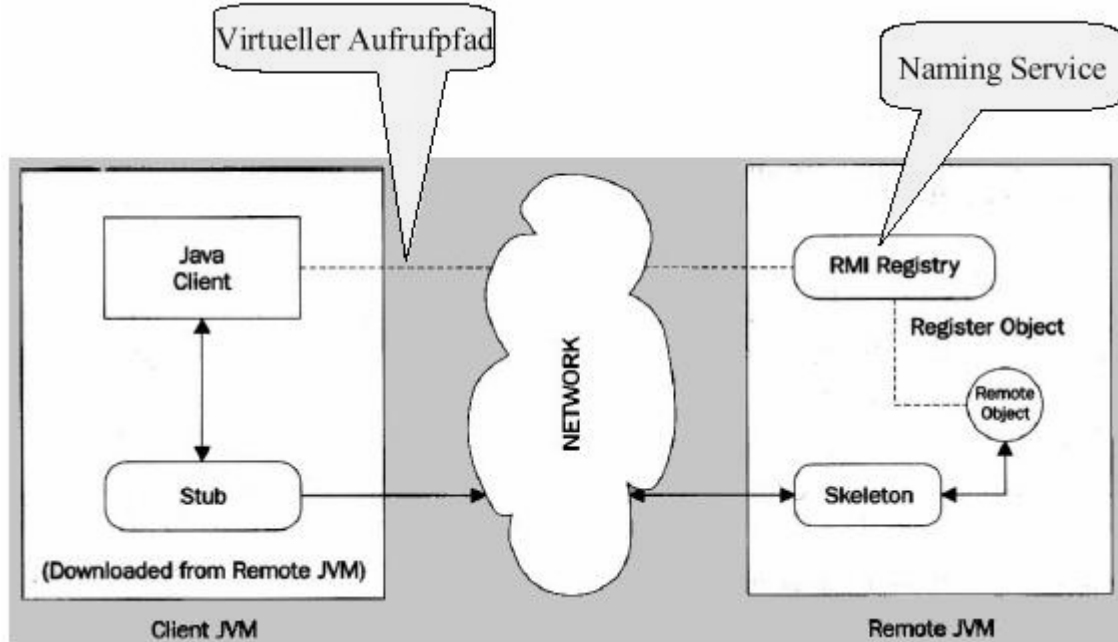 Virtueller Aufrufpfad
Naming Service
Java
Client
RMI Registry
Register Object
Remote
Object
NETWORK
Stub
Skeleton
(Downloaded from Remote JVM)
Client JVM
Remote JVM